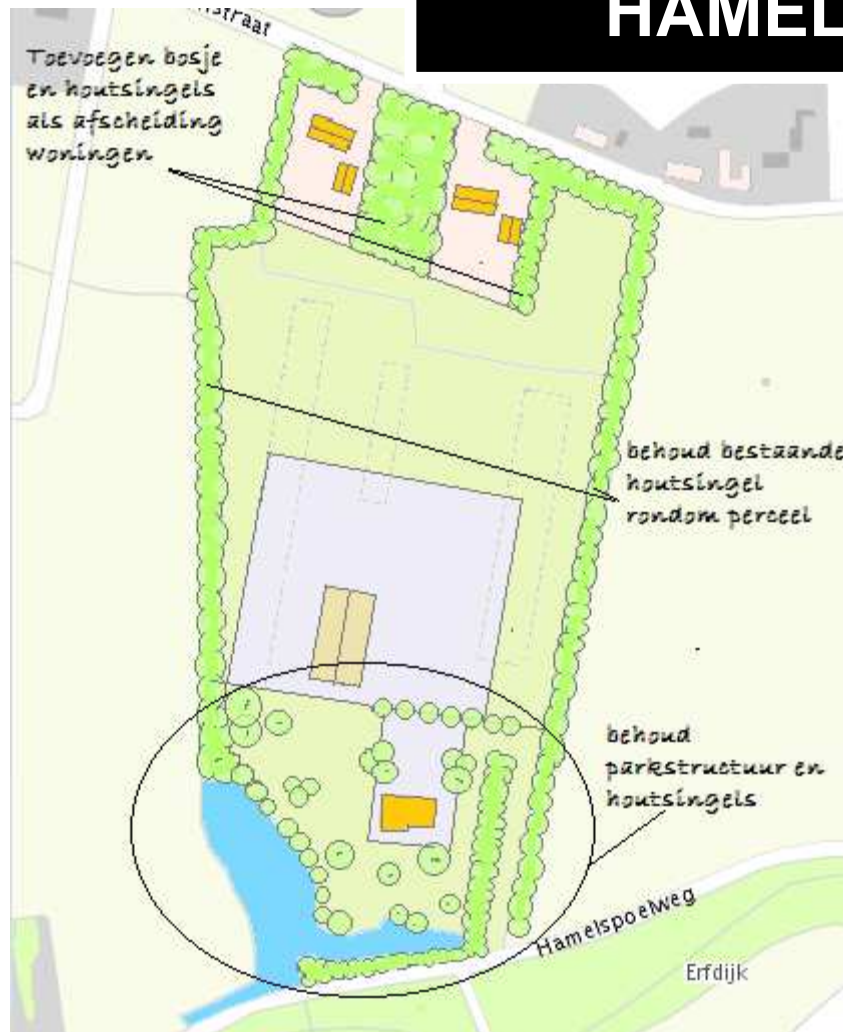 HAMEL
straat
Toevoegen bosje
en houtsingels
als afscheiding
woningen
behoud bestaande
houtsingel
rondom perceel
behoud
parkstructuur en
houtsingels
Hamelspoelweg
Erfdijk